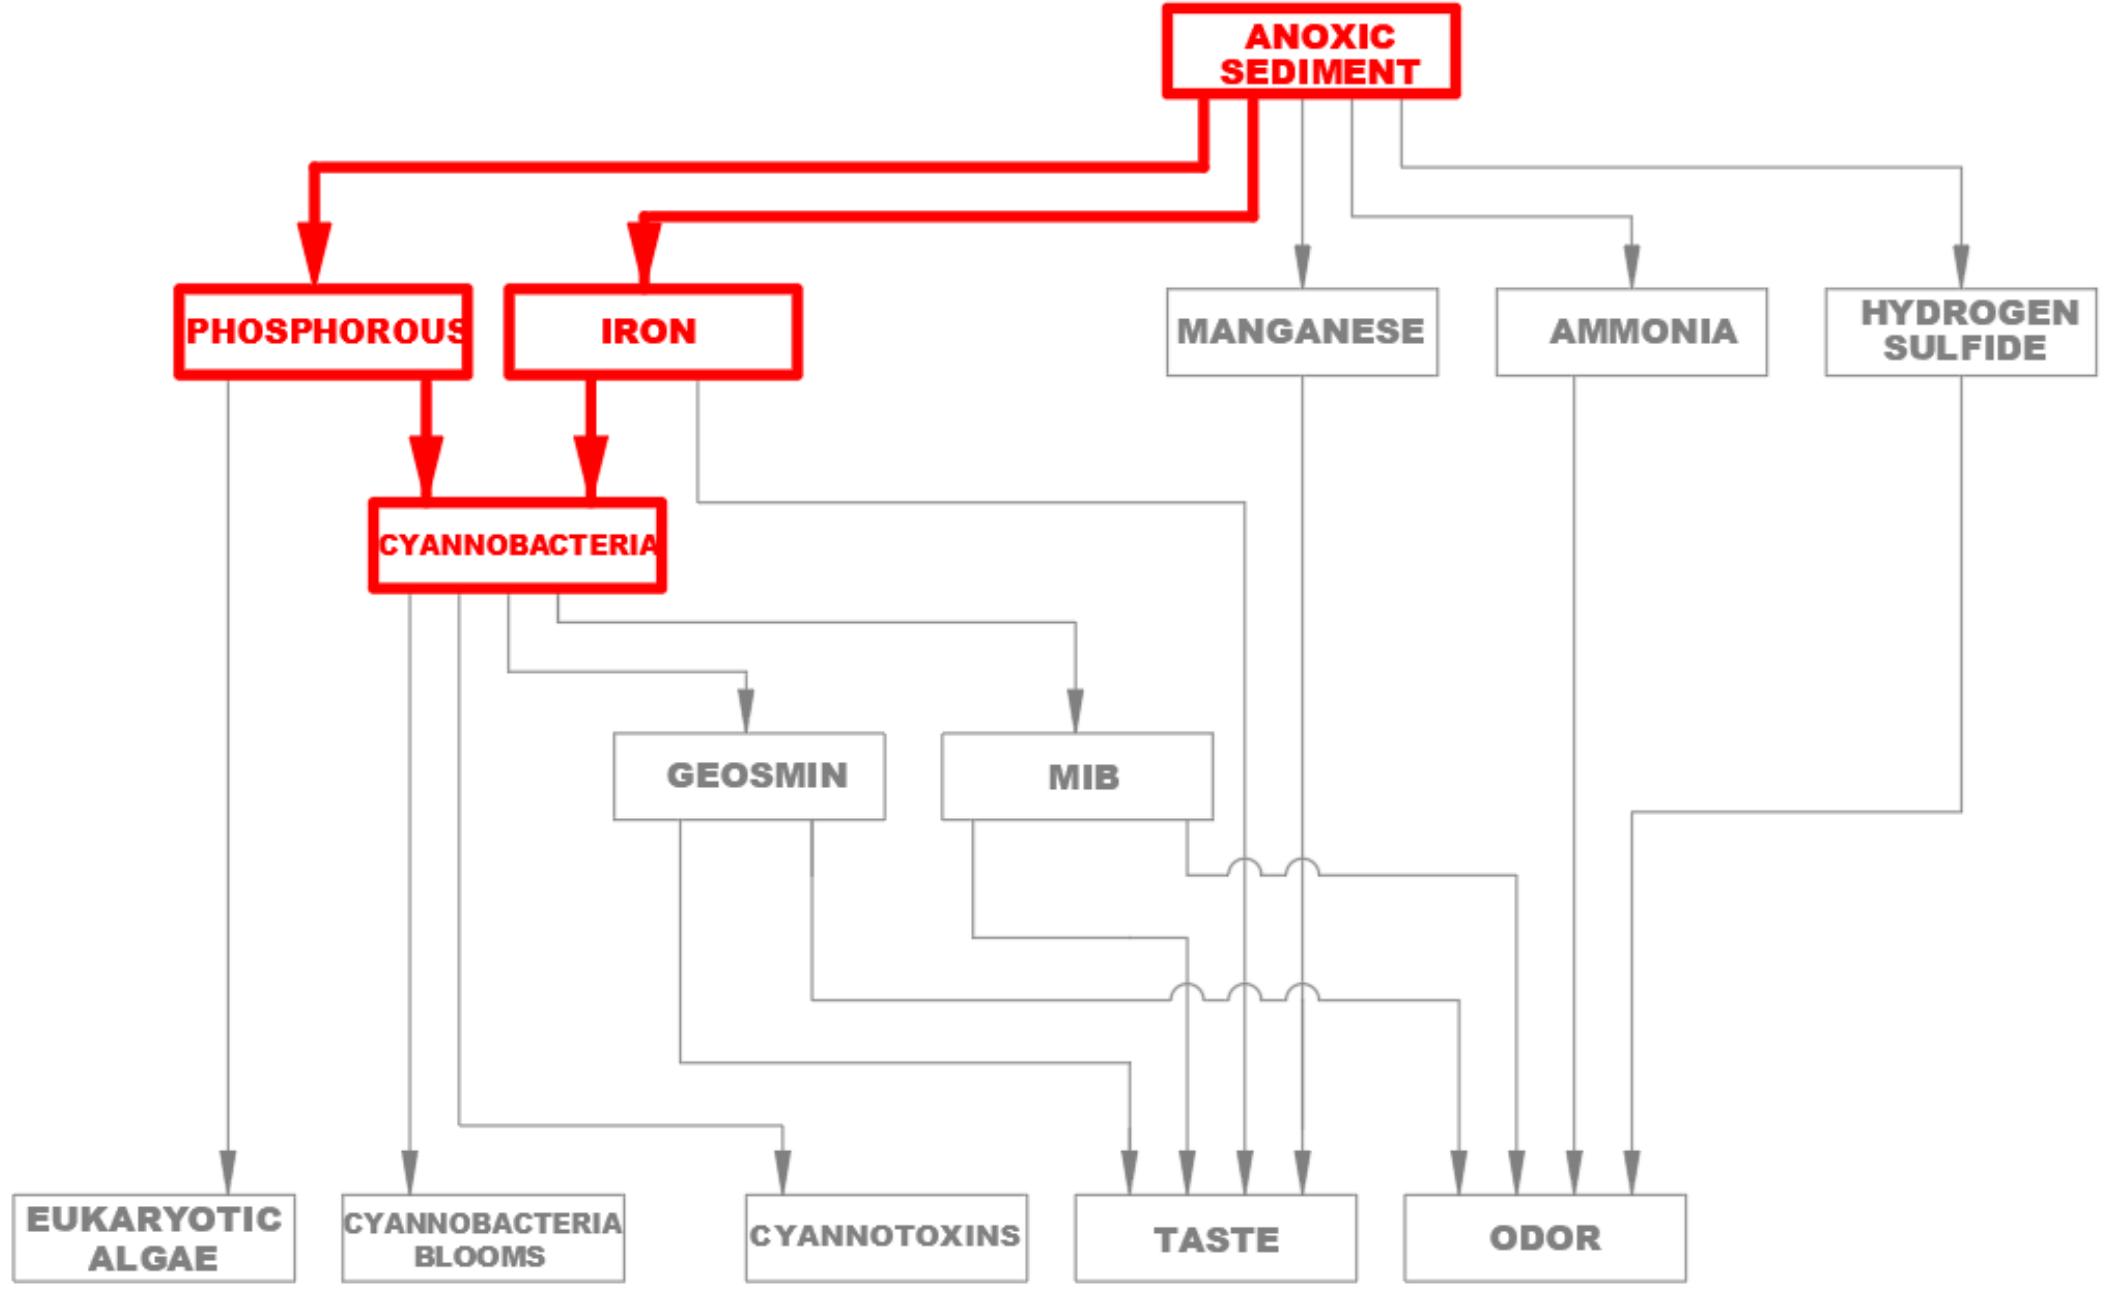 ANOXIC
SEDIMENT
PHOSPHOROUS
IRON
MANGANESE
AMMONIA
HYDROGEN
SULFIDE
CYANNOBACTERIA
GEOSMIN
MIB
EUKARYOTIC
ALGAE
CYANNOBACTERIA
BLOOMS
CYANNOTOXINS
TASTE
ODOR